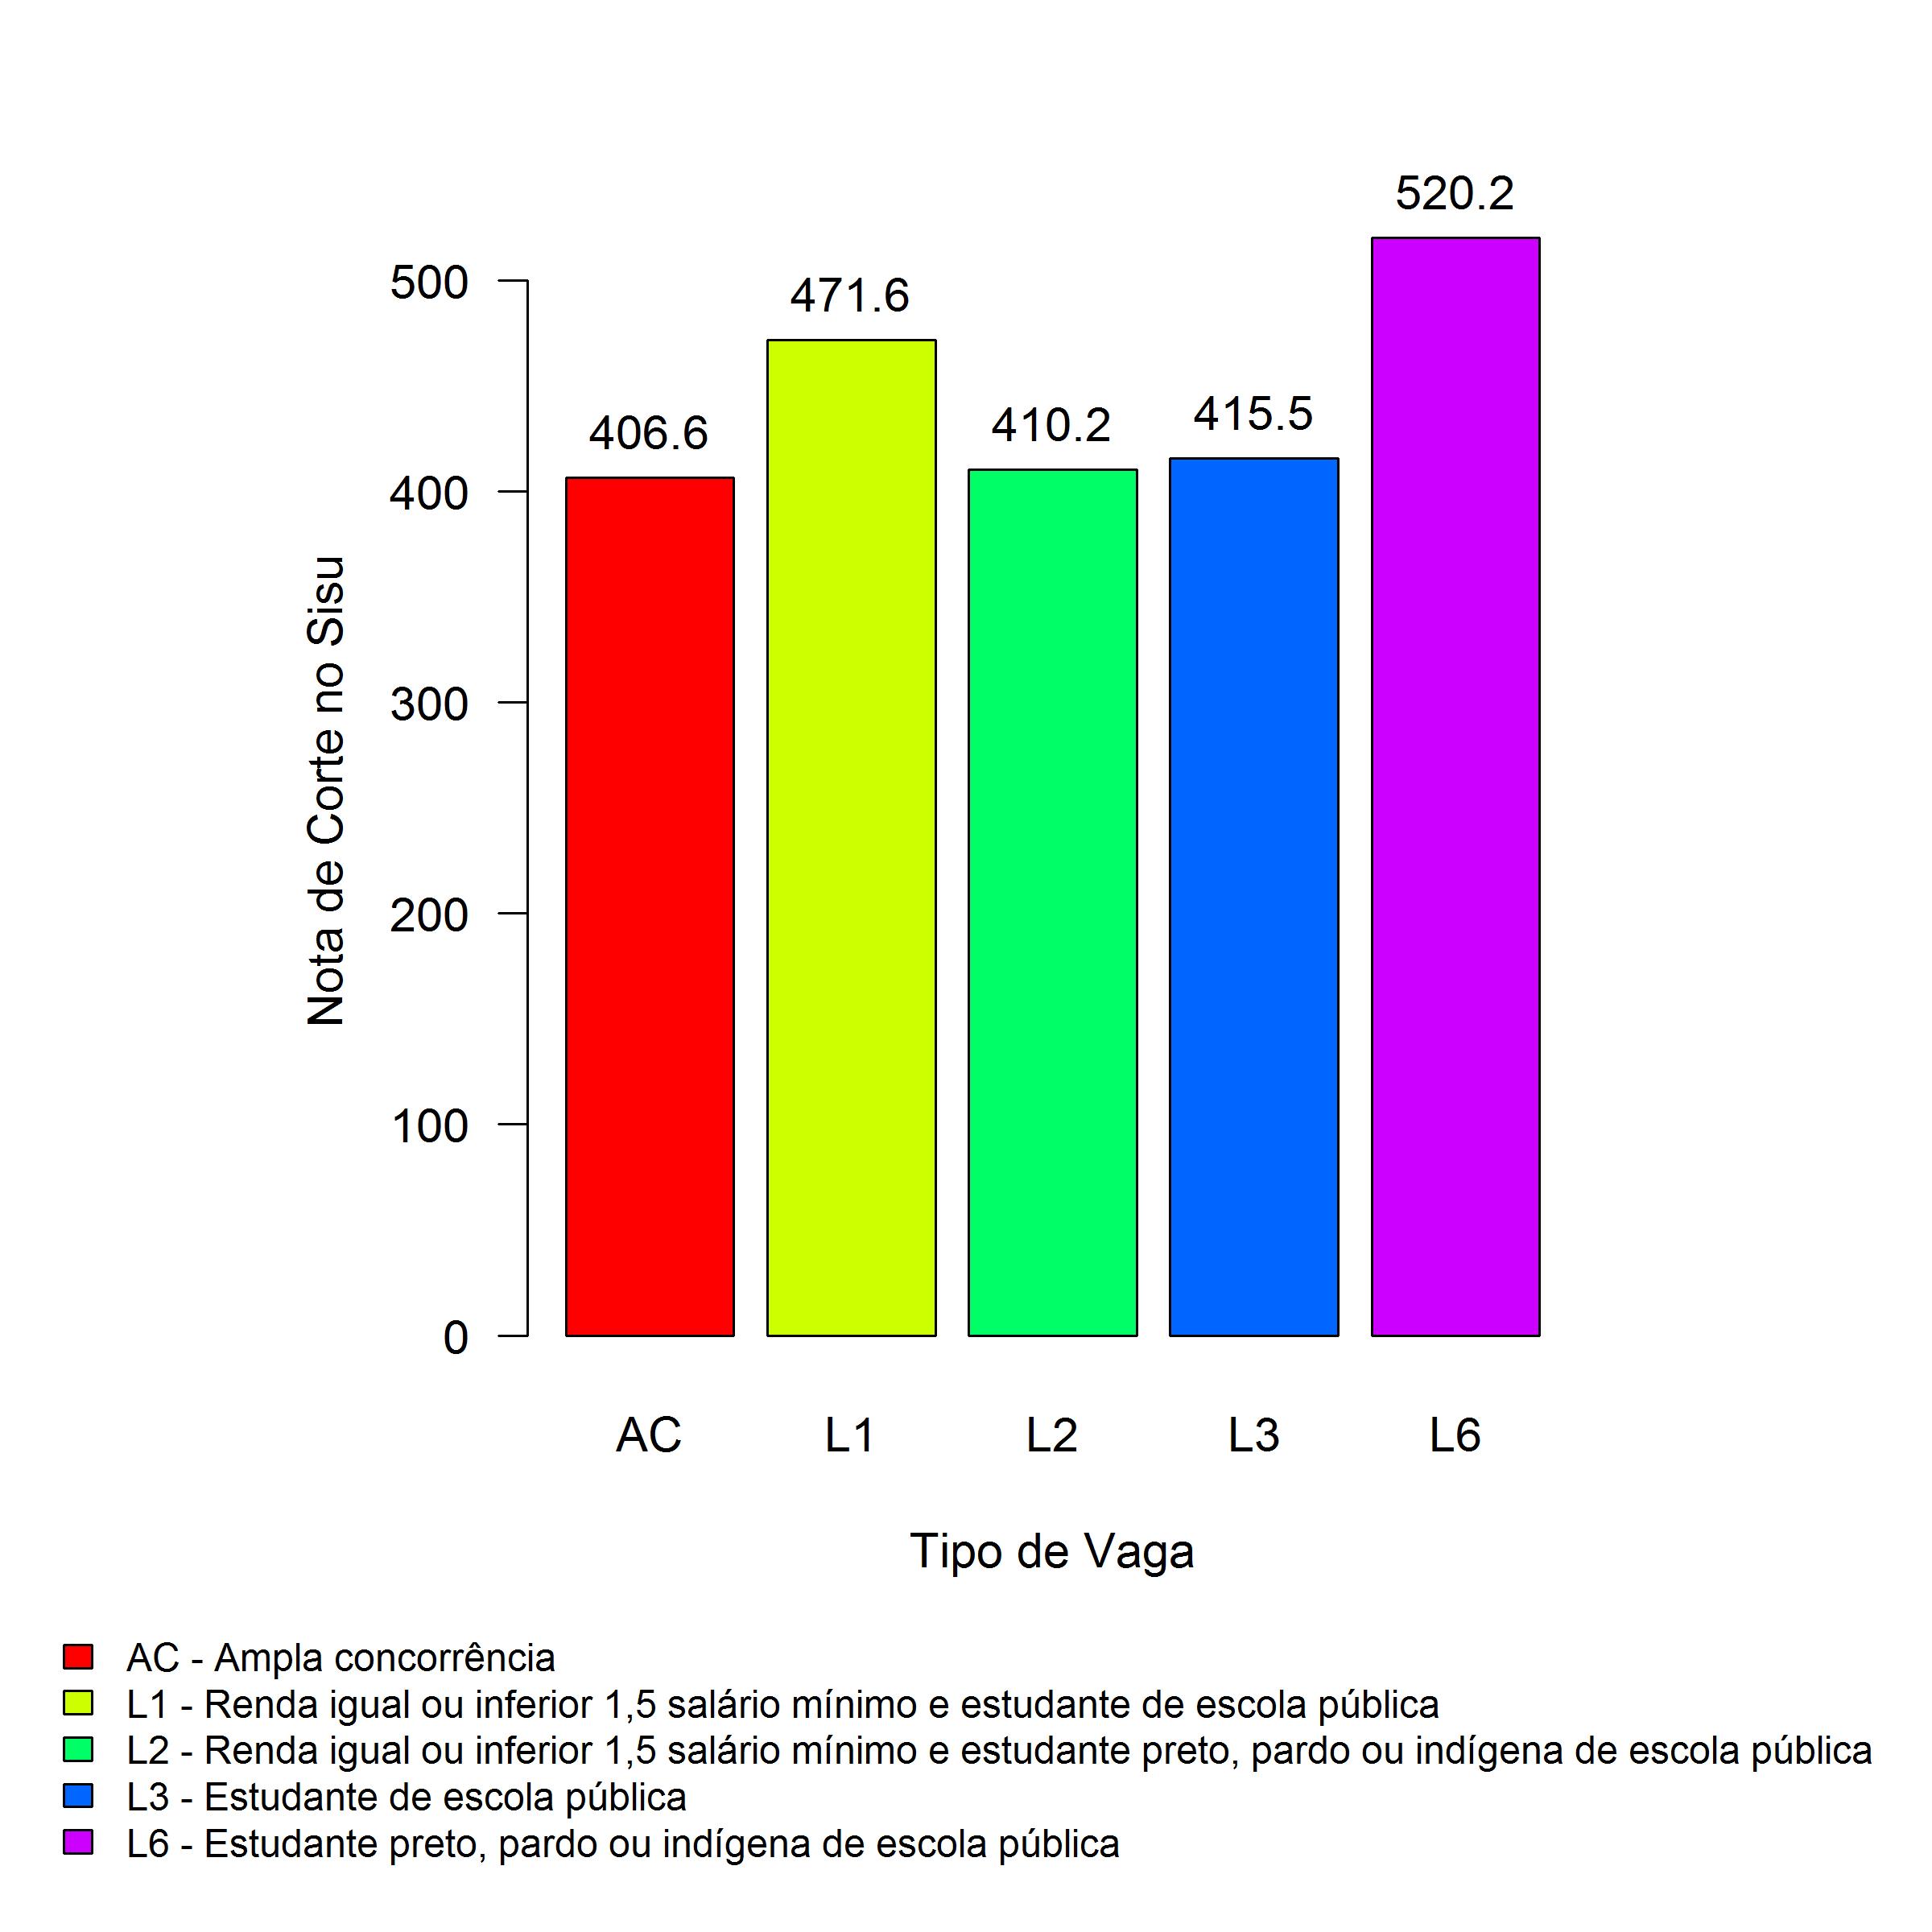 520.2
500
471.6
415.5
410.2
406.6
400
300
200
100
0
Nota de Corte no Sisu
AC L1 L2 L3 L6
Tipo de Vaga
AC - Ampla concorrência
L1 - Renda igual ou inferior 1,5 salário mínimo e estudante de escola pública
L2 - Renda igual ou inferior 1,5 salário mínimo e estudante preto, pardo ou indígena de escola pública
L3 - Estudante de escola pública
L6 - Estudante preto, pardo ou indígena de escola pública